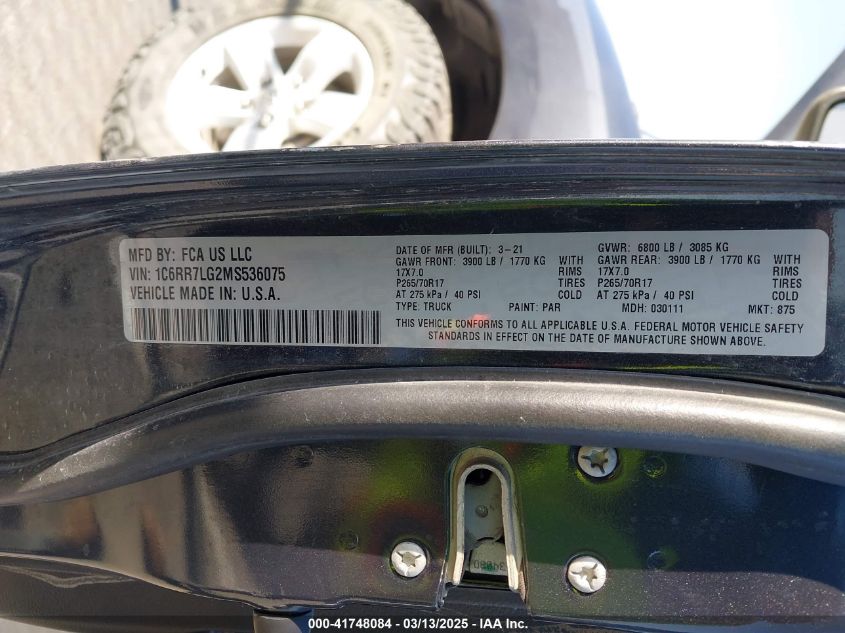 MFD BY: FCA US LLC
VIN: 1C6RR7LG2MS536075
VEHICLE MADE IN: U.S.A.
DATE OF MFR (BUILT): 3-21
GAWR FRONT: 3900 LB / 1770 KG WITH
17X7.0 RIMS
P265/70R17 TIRES
AT 275 kPa / 40 PSI COLD
TYPE: TRUCK PAINT: PAR
GVWR: 6800 LB / 3085 KG
GAWR REAR: 3900 LB / 1770 KG WITH
17X7.0 RIMS
P265/70R17 TIRES
AT 275 kPa / 40 PSI COLD
MDH: 030111 MKT: 875
THIS VEHICLE CONFORMS TO ALL APPLICABLE U.S.A. FEDERAL MOTOR VEHICLE SAFETY
STANDARDS IN EFFECT ON THE DATE OF MANUFACTURE SHOWN ABOVE.
000-41748084 - 03/13/2025 - IAA Inc.